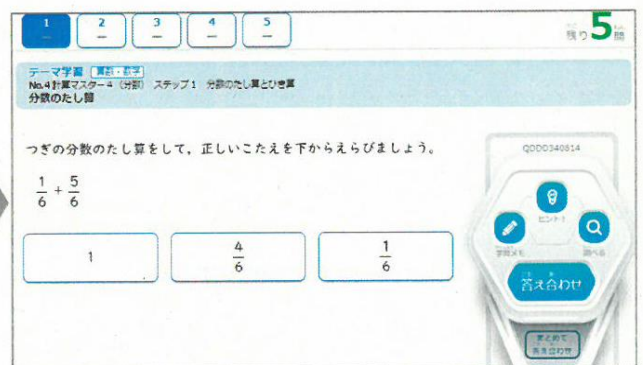 1 2 3 4 5
残り5問
テーマ学習 算数・数学
No.4計算マスター4（分数） ステップ1 分数のたし算とひき算
分数のたし算
つぎの分数のたし算をして，正しいこたえを下からえらびましょう。
QDDD340814
1/6 + 5/6
ヒント！
学習メモ 調べる
1 4/6 1/6
答え合わせ
まとめて
答え合わせ